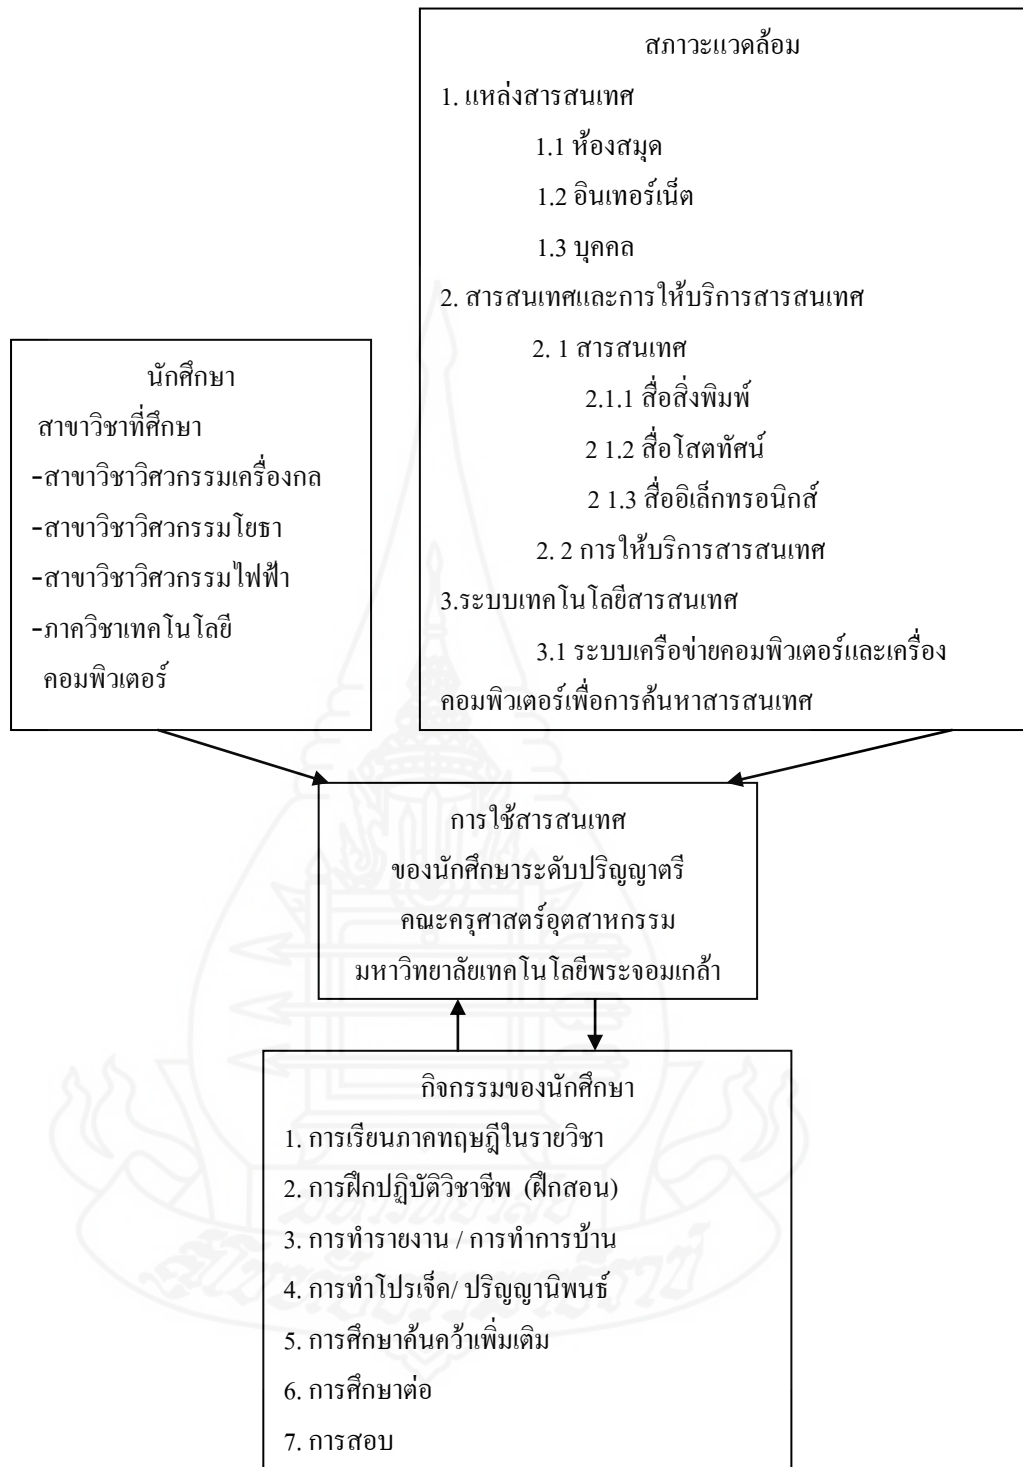 สภาวะแวดล้อม
1. แหล่งสารสนเทศ
1.1 ห้องสมุด
1.2 อินเทอร์เน็ต
1.3 บุคคล
2. สารสนเทศและการให้บริการสารสนเทศ
2. 1 สารสนเทศ
2.1.1 สื่อสิ่งพิมพ์
2 1.2 สื่อโสตทัศน์
2 1.3 สื่ออิเล็กทรอนิกส์
2. 2 การให้บริการสารสนเทศ
3.ระบบเทคโนโลยีสารสนเทศ
3.1 ระบบเครือข่ายคอมพิวเตอร์และเครื่อง
คอมพิวเตอร์เพื่อการค้นหาสารสนเทศ
นักศึกษา
สาขาวิชาที่ศึกษา
-สาขาวิชาวิศวกรรมเครื่องกล
-สาขาวิชาวิศวกรรมโยธา
-สาขาวิชาวิศวกรรมไฟฟ้า
-ภาควิชาเทคโนโลยี
คอมพิวเตอร์
การใช้สารสนเทศ
ของนักศึกษาระดับปริญญาตรี
คณะครุศาสตร์อุตสาหกรรม
มหาวิทยาลัยเทคโนโลยีพระจอมเกล้า
กิจกรรมของนักศึกษา
1. การเรียนภาคทฤษฎีในรายวิชา
2. การฝึกปฏิบัติวิชาชีพ (ฝึกสอน)
3. การทำรายงาน / การทำการบ้าน
4. การทำโปรเจ็ค/ ปริญญานิพนธ์
5. การศึกษาค้นคว้าเพิ่มเติม
6. การศึกษาต่อ
7. การสอบ
มหาวิทยาลัย
สุโขทัยธรรมาธิราช